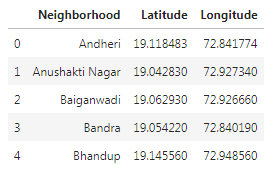 Neighborhood Latitude Longitude
0 Andheri 19.118483 72.841774
1 Anushakti Nagar 19.042830 72.927340
2 Baiganwadi 19.062930 72.926660
3 Bandra 19.054220 72.840190
4 Bhandup 19.145560 72.948560